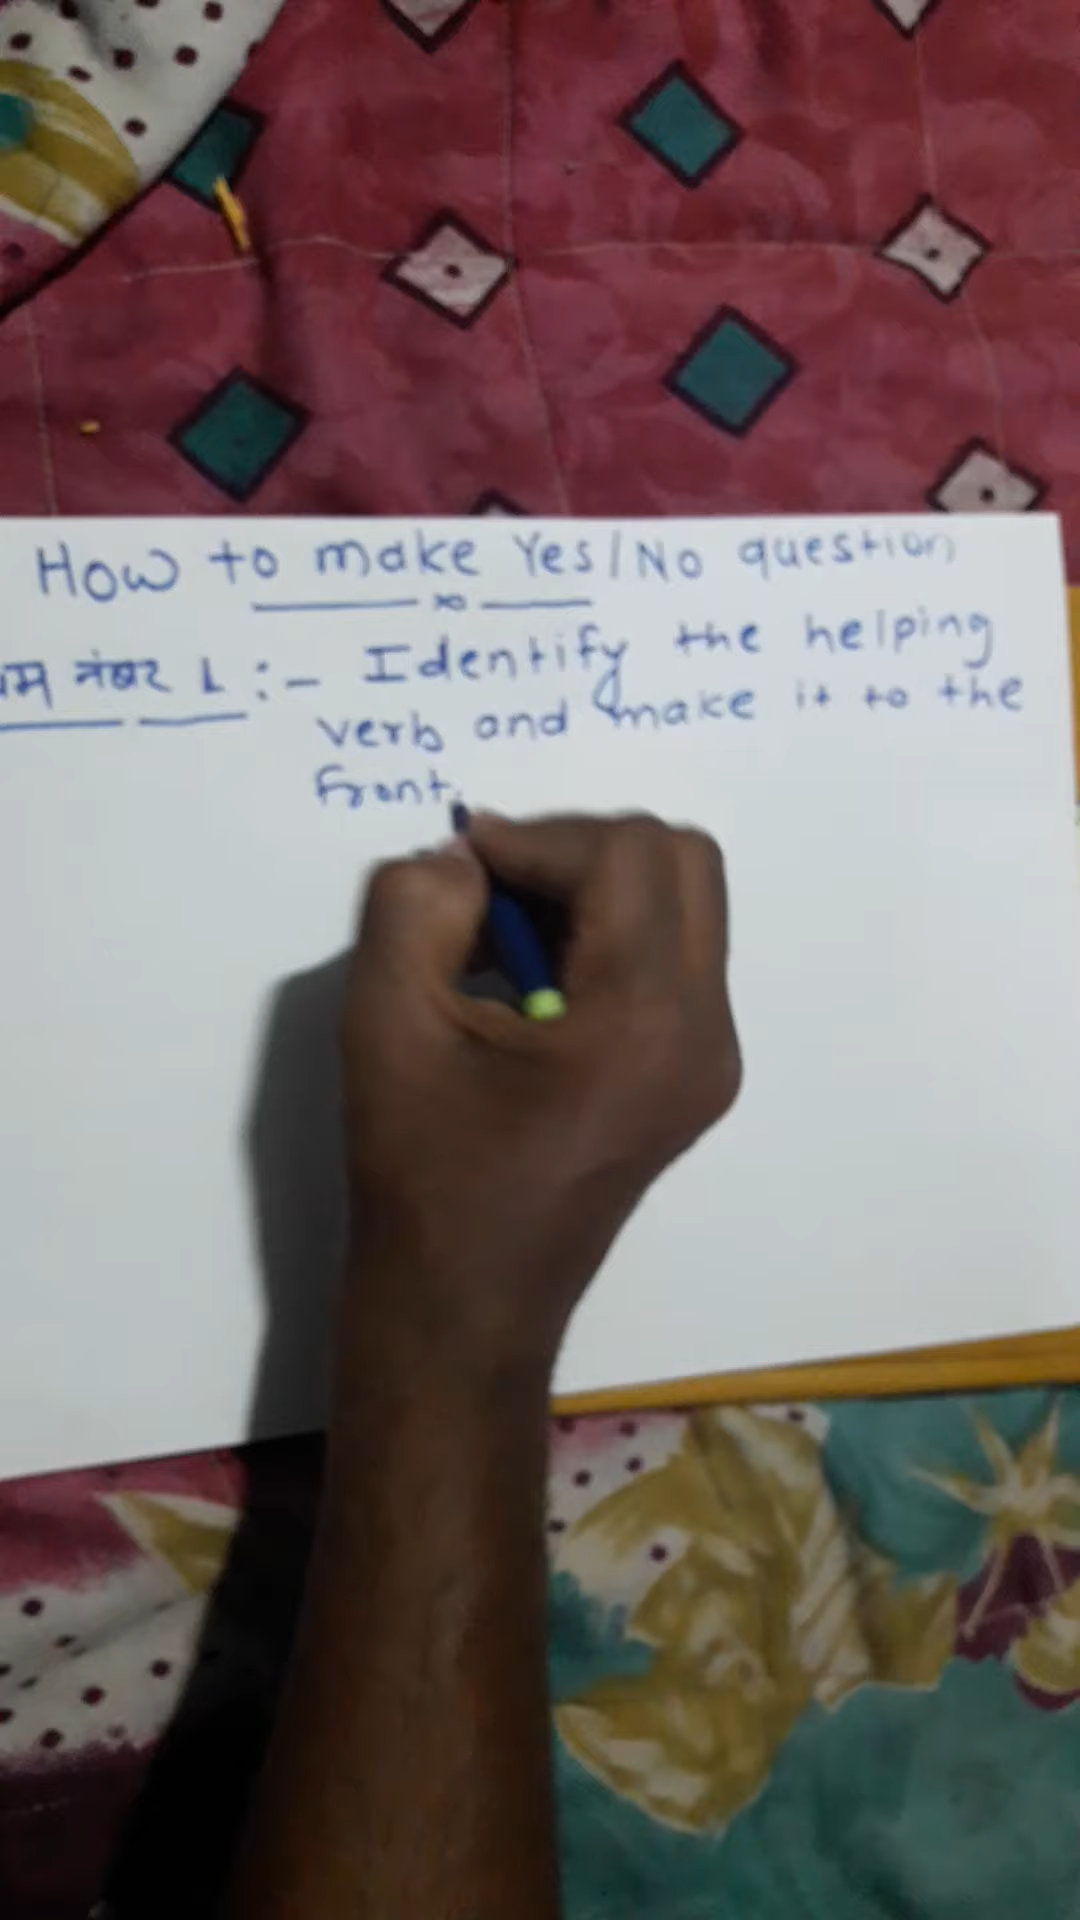 How to make Yes/No question
नंबर 1 :- Identify the helping
verb and make it to the
front.